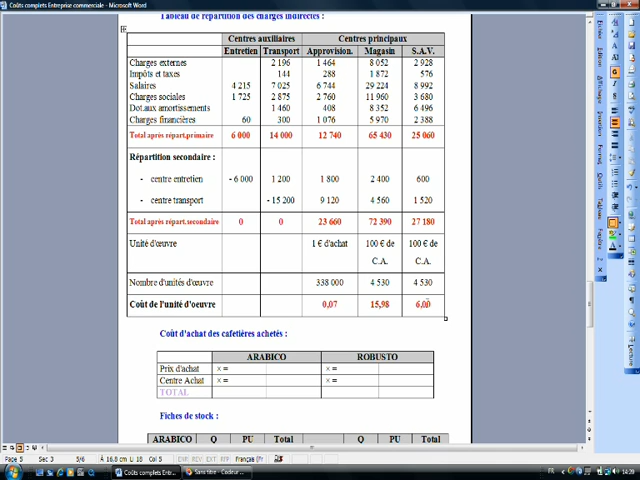 Coûts complets Entreprise commerciale - Microsoft Word
Tableau de répartition des charges indirectes :
Centres auxiliaires Centres principaux
Entretien Transport Approvision. Magasin S.A.V.
Charges externes 2 196 1 464 8 052 2 928
Impôts et taxes 144 288 1 872 576
Salaires 4 215 7 025 6 744 29 224 8 992
Charges sociales 1 725 2 875 2 760 11 960 3 680
Dot.aux amortissements 1 460 408 8 352 6 496
Charges financières 60 300 1 076 5 970 2 388
Total après répart.primaire 6 000 14 000 12 740 65 430 25 060
Répartition secondaire :
- centre entretien - 6 000 1 200 1 800 2 400 600
- centre transport - 15 200 9 120 4 560 1 520
Total après répart.secondaire 0 0 23 660 72 390 27 180
Unité d'œuvre 1 € d'achat 100 € de 100 € de
C.A. C.A.
Nombre d'unités d'œuvre 338 000 4 530 4 530
Coût de l'unité d'oeuvre 0,07 15,98 6,00
Coût d'achat des cafetières achetés :
ARABICO ROBUSTO
Prix d'achat x = x =
Centre Achat x = x =
TOTAL
Fiches de stock :
ARABICO Q PU Total Q PU Total
Page 5 Sec 3 5/6 À 16,8 cm Li 18 Col 5 ENR REV EXT RFP Français (Fr
Coûts complets Entre... Sans titre - Codeur ...
FR 14:20